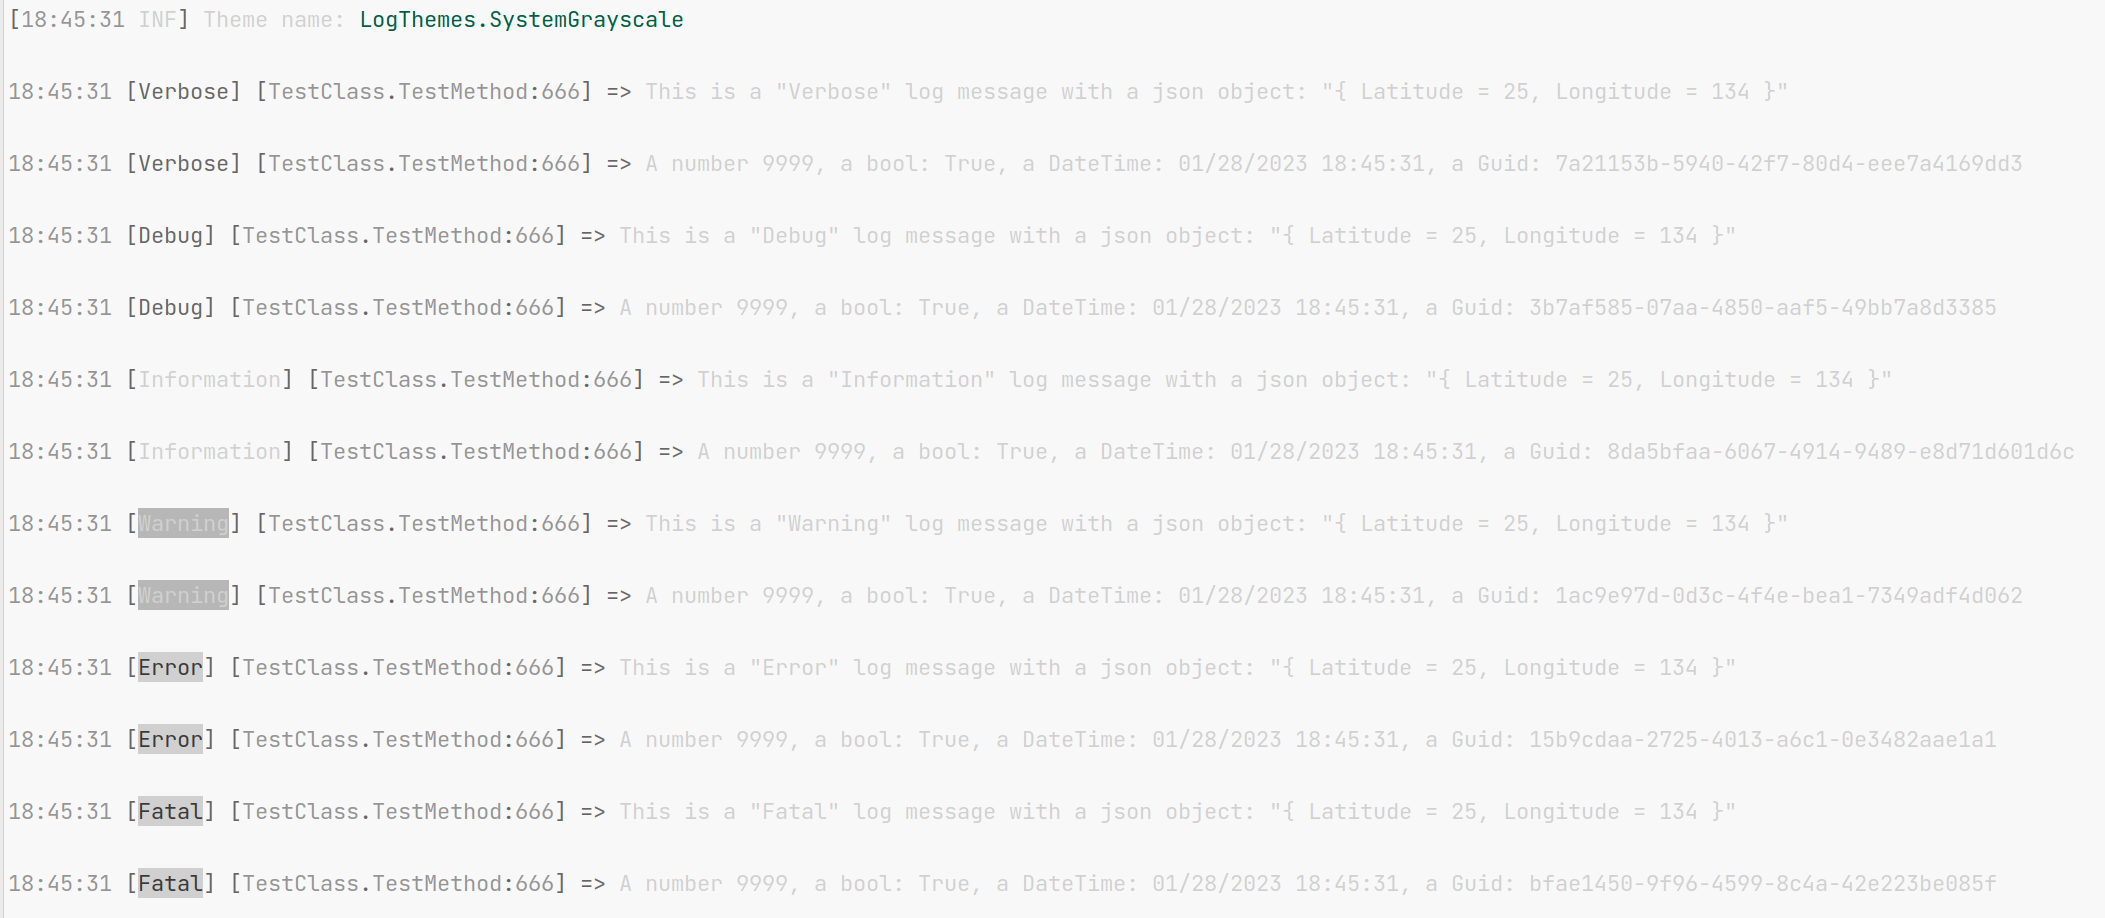 [18:45:31 INF] Theme name: LogThemes.SystemGrayscale
18:45:31 [Verbose] [TestClass.TestMethod:666] => This is a "Verbose" log message with a json object: "{ Latitude = 25, Longitude = 134 }"
18:45:31 [Verbose] [TestClass.TestMethod:666] => A number 9999, a bool: True, a DateTime: 01/28/2023 18:45:31, a Guid: 7a21153b-5940-42f7-80d4-eee7a4169dd3
18:45:31 [Debug] [TestClass.TestMethod:666] => This is a "Debug" log message with a json object: "{ Latitude = 25, Longitude = 134 }"
18:45:31 [Debug] [TestClass.TestMethod:666] => A number 9999, a bool: True, a DateTime: 01/28/2023 18:45:31, a Guid: 3b7af585-07aa-4850-aaf5-49bb7a8d3385
18:45:31 [Information] [TestClass.TestMethod:666] => This is a "Information" log message with a json object: "{ Latitude = 25, Longitude = 134 }"
18:45:31 [Information] [TestClass.TestMethod:666] => A number 9999, a bool: True, a DateTime: 01/28/2023 18:45:31, a Guid: 8da5bfaa-6067-4914-9489-e8d71d601d6c
18:45:31 [Warning] [TestClass.TestMethod:666] => This is a "Warning" log message with a json object: "{ Latitude = 25, Longitude = 134 }"
18:45:31 [Warning] [TestClass.TestMethod:666] => A number 9999, a bool: True, a DateTime: 01/28/2023 18:45:31, a Guid: 1ac9e97d-0d3c-4f4e-bea1-7349adf4d062
18:45:31 [Error] [TestClass.TestMethod:666] => This is a "Error" log message with a json object: "{ Latitude = 25, Longitude = 134 }"
18:45:31 [Error] [TestClass.TestMethod:666] => A number 9999, a bool: True, a DateTime: 01/28/2023 18:45:31, a Guid: 15b9cdaa-2725-4013-a6c1-0e3482aae1a1
18:45:31 [Fatal] [TestClass.TestMethod:666] => This is a "Fatal" log message with a json object: "{ Latitude = 25, Longitude = 134 }"
18:45:31 [Fatal] [TestClass.TestMethod:666] => A number 9999, a bool: True, a DateTime: 01/28/2023 18:45:31, a Guid: bfae1450-9f96-4599-8c4a-42e223be085f